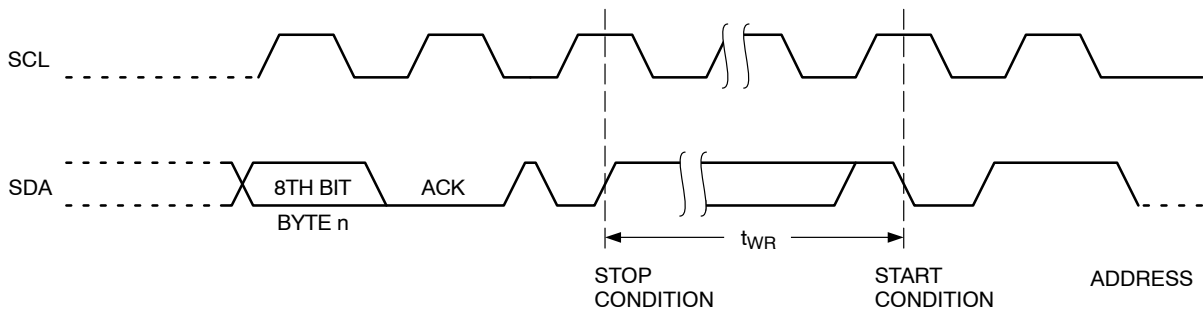 SCL
SDA
8TH BIT
ACK
BYTE n
tWR
STOP
CONDITION
START
CONDITION
ADDRESS